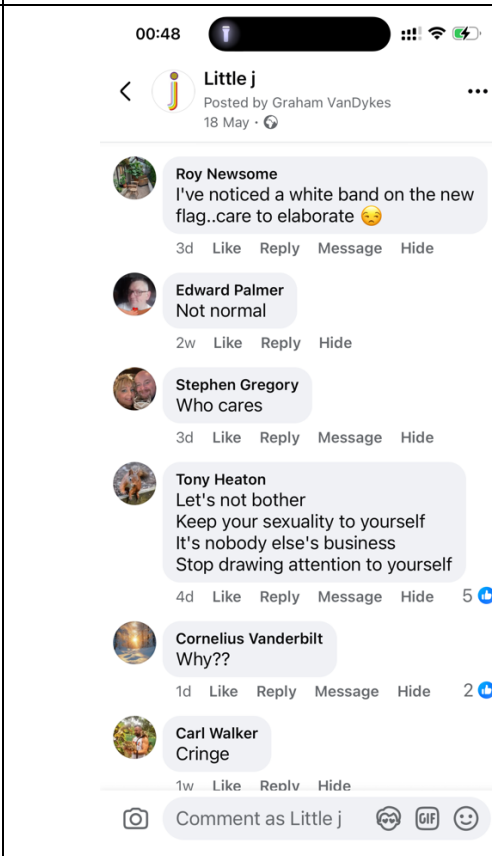 00:48
Little j
Posted by Graham VanDykes
18 May ·
j
Roy Newsome
I've noticed a white band on the new
flag..care to elaborate 😒
3d Like Reply Message Hide
Edward Palmer
Not normal
2w Like Reply Hide
Stephen Gregory
Who cares
3d Like Reply Message Hide
Tony Heaton
Let's not bother
Keep your sexuality to yourself
It's nobody else's business
Stop drawing attention to yourself
4d Like Reply Message Hide 5
Cornelius Vanderbilt
Why??
1d Like Reply Message Hide 2
Carl Walker
Cringe
1w Like Reply Hide
Comment as Little j GIF